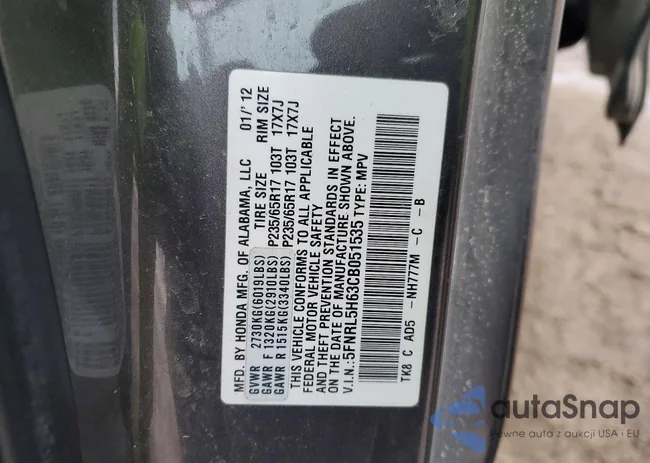 MFD. BY HONDA MFG. OF ALABAMA, LLC 01/'12
GVWR 2730KG(6019LBS) TIRE SIZE RIM SIZE
GAWR F 1320KG(2910LBS) P235/65R17 103T 17X7J
GAWR R 1515KG(3340LBS) P235/65R17 103T 17X7J
THIS VEHICLE CONFORMS TO ALL APPLICABLE
FEDERAL MOTOR VEHICLE SAFETY
AND THEFT PREVENTION STANDARDS IN EFFECT
ON THE DATE OF MANUFACTURE SHOWN ABOVE.
V.I.N.:5FNRL5H63CB051535 TYPE: MPV
TK8 C AD5 -NH777M -C -B
autaSnap
Pewne auto z aukcji USA i EU